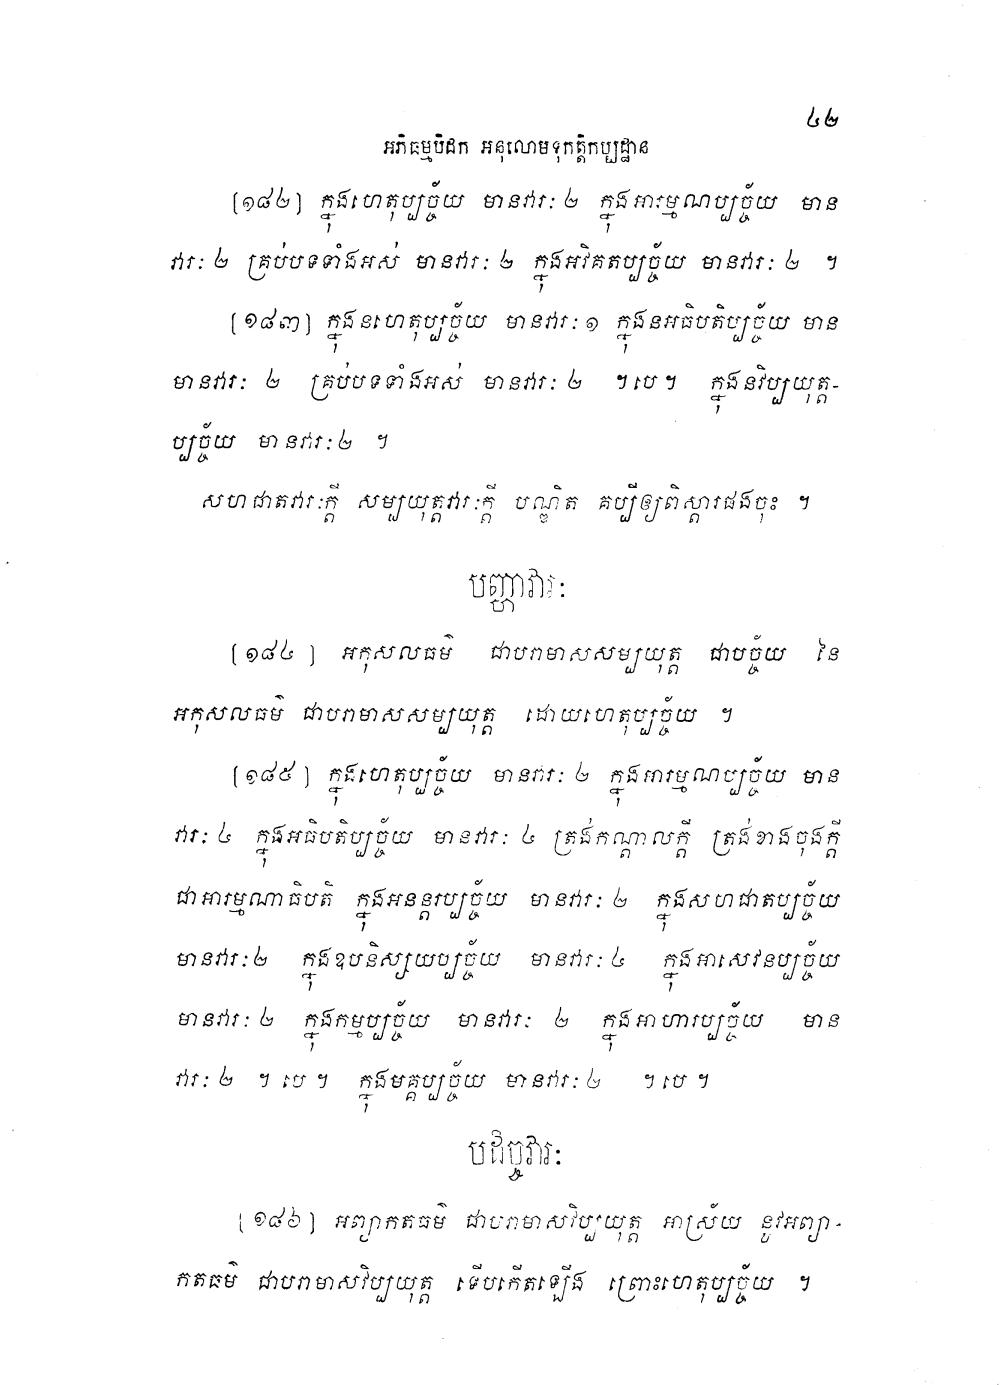 ៤២
អភិធម្មបិដក អនុលោមទុកត្តិកប្បដ្ឋាន
[១៨២] ក្នុងហេតុប្បច្ច័យ មានវារៈ ២ ក្នុងអារម្មណប្បច្ច័យ មាន
វារៈ ២ គ្រប់បទទាំងអស់ មានវារៈ ២ ក្នុងអវិគតប្បច្ច័យ មានវារៈ ២ ។
[១៨៣] ក្នុងនហេតុប្បច្ច័យ មានវារៈ ១ ក្នុងនអធិបតិប្បច្ច័យ មាន
មានវារៈ ២ គ្រប់បទទាំងអស់ មានវារៈ ២ ។បេ។ ក្នុងនវិប្បយុត្ត-
ប្បច្ច័យ មានវារៈ ២ ។
សហជាតវារៈក្តី សម្បយុត្តវារៈក្តី បណ្ឌិត គប្បីឲ្យពិស្តារផងចុះ ។
បញ្ហាវារៈ
[១៨៤] អកុសលធម៌ ជាបរាមាសសម្បយុត្ត ជាបច្ច័យ នៃ
អកុសលធម៌ ជាបរាមាសសម្បយុត្ត ដោយហេតុប្បច្ច័យ ។
[១៨៥] ក្នុងហេតុប្បច្ច័យ មានវារៈ ២ ក្នុងអារម្មណប្បច្ច័យ មាន
វារៈ ៤ ក្នុងអធិបតិប្បច្ច័យ មានវារៈ ៤ ត្រង់កណ្តាលក្តី ត្រង់ខាងចុងក្តី
ជាអារម្មណាធិបតិ ក្នុងអនន្តរប្បច្ច័យ មានវារៈ ២ ក្នុងសហជាតប្បច្ច័យ
មានវារៈ ២ ក្នុងឧបនិស្សយប្បច្ច័យ មានវារៈ ៤ ក្នុងអាសេវនប្បច្ច័យ
មានវារៈ ២ ក្នុងកម្មប្បច្ច័យ មានវារៈ ២ ក្នុងអាហារប្បច្ច័យ មាន
វារៈ ២ ។ បេ ។ ក្នុងមគ្គប្បច្ច័យ មានវារៈ ២ ។ បេ ។
បដិច្ចវារៈ
[១៨៦] អព្យាកតធម៌ ជាបរាមាសវិប្បយុត្ត អាស្រ័យ នូវអព្យា-
កតធម៌ ជាបរាមាសវិប្បយុត្ត ទើបកើតឡើង ព្រោះហេតុប្បច្ច័យ ។